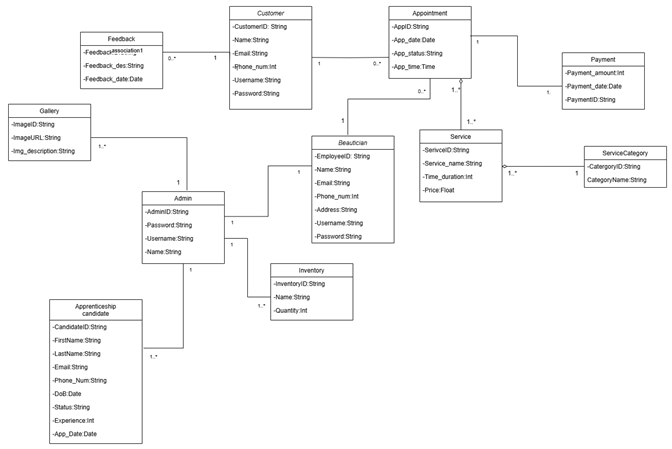 Customer
-CustomerID: String
-Name:String
-Email:String
-Phone_num:Int
-Username:String
-Password:String
Appointment
-AppID:String
-App_date:Date
-App_status:String
-App_time:Time
Feedback
association1
-Feedback_des:String
-Feedback_date:Date
0..*
1
1
0..*
1
1.
Payment
-Payment_amount:Int
-Payment_date:Date
-PaymentID:String
Gallery
-ImageID:String
-ImageURL:String
-Img_description:String
1..*
1
0..*
1
1..*
1..*
Beautician
-EmployeeID: String
-Name:String
-Email:String
-Phone_num:Int
-Address:String
-Username:String
-Password:String
Service
-SerivceID:String
-Service_name:String
-Time_duration:Int
-Price:Float
1..*
1
ServiceCategory
-CatergoryID:String
CategoryName:String
Admin
-AdminID:String
-Password:String
-Username:String
-Name:String
1
1
1
1..*
Inventory
-InventoryID:String
-Name:String
-Quantity:Int
1
1..*
Apprenticeship
candidate
-CandidateID:String
-FirstName:String
-LastName:String
-Email:String
-Phone_Num:String
-DoB:Date
-Status:String
-Experience:Int
-App_Date:Date